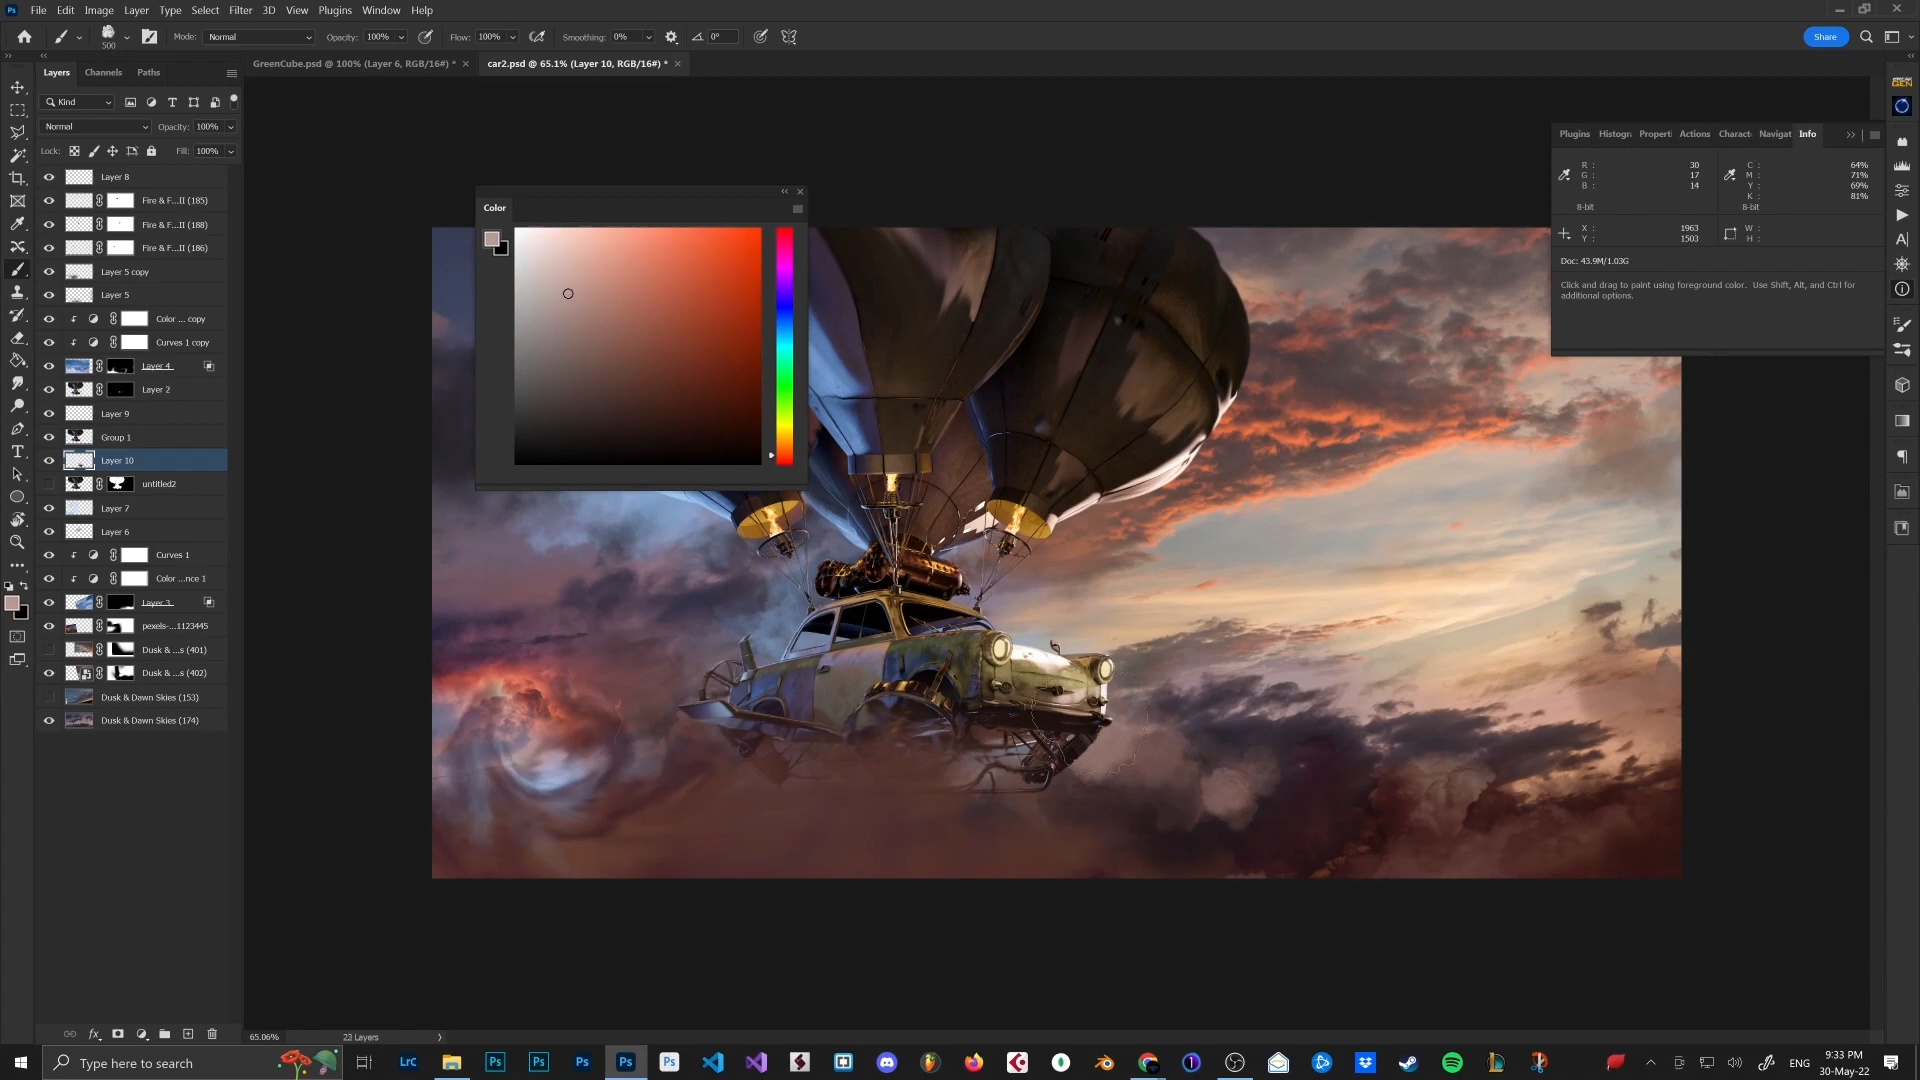 File Edit Image Layer Type Select Filter 3D View Plugins Window Help
500 Mode: Normal Opacity: 100% Flow: 100% Smoothing: 0% 0° Share
Layers Channels Paths
GreenCube.psd @ 100% (Layer 6, RGB/16#) *
car2.psd @ 65.1% (Layer 10, RGB/16#) *
Kind
Normal Opacity: 100%
Lock: Fill: 100%
Layer 8
Fire & F...II (185)
Fire & F...II (188)
Fire & F...II (186)
Layer 5 copy
Layer 5
Color ... copy
Curves 1 copy
Layer 4
Layer 2
Layer 9
Group 1
Layer 10
untitled2
Layer 7
Layer 6
Curves 1
Color ...nce 1
Layer 3
pexels-...1123445
Dusk & ...s (401)
Dusk & ...s (402)
Dusk & Dawn Skies (153)
Dusk & Dawn Skies (174)
Color
Plugins Histogr Properti Actions Charact Navigat Info
R : 30 C : 64%
G : 17 M : 71%
B : 14 Y : 69%
K : 81%
8-bit 8-bit
X : 1963 W :
Y : 1503 H :
Doc: 43.9M/1.03G
Click and drag to paint using foreground color. Use Shift, Alt, and Ctrl for
additional options.
65.06% 22 Layers
Type here to search
LrC Ps Ps Ps Ps Ps
ENG
9:33 PM
30-May-22